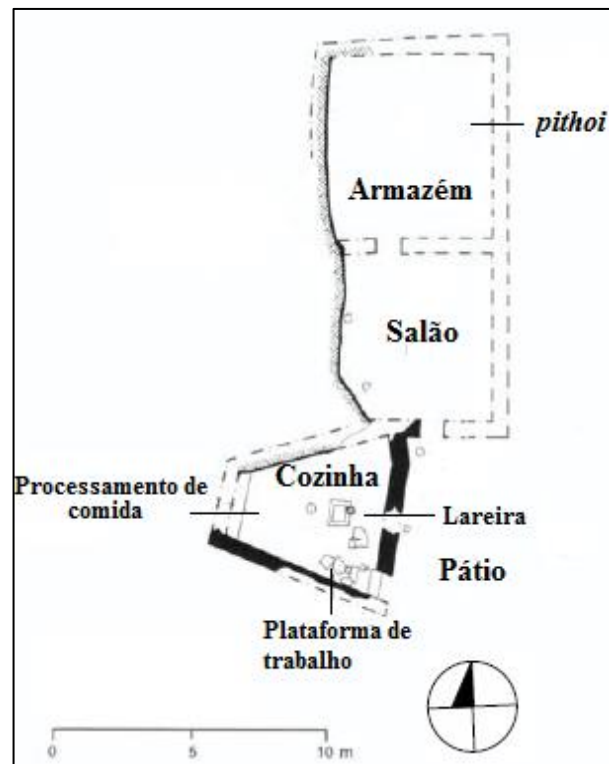 pithoi
Armazém
Salão
Cozinha
Processamento de
comida
Lareira
Pátio
Plataforma de
trabalho
0 5 10 m